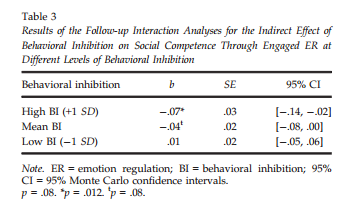 Table 3
Results of the Follow-up Interaction Analyses for the Indirect Effect of
Behavioral Inhibition on Social Competence Through Engaged ER at
Different Levels of Behavioral Inhibition
Behavioral inhibition b SE 95% CI
High BI (+1 SD) −.07* .03 [−.14, −.02]
Mean BI −.04ᵗ .02 [−.08, .00]
Low BI (−1 SD) .01 .02 [−.05, .06]
Note. ER = emotion regulation; BI = behavioral inhibition; 95%
CI = 95% Monte Carlo confidence intervals.
p = .08. *p = .012. ᵗp = .08.